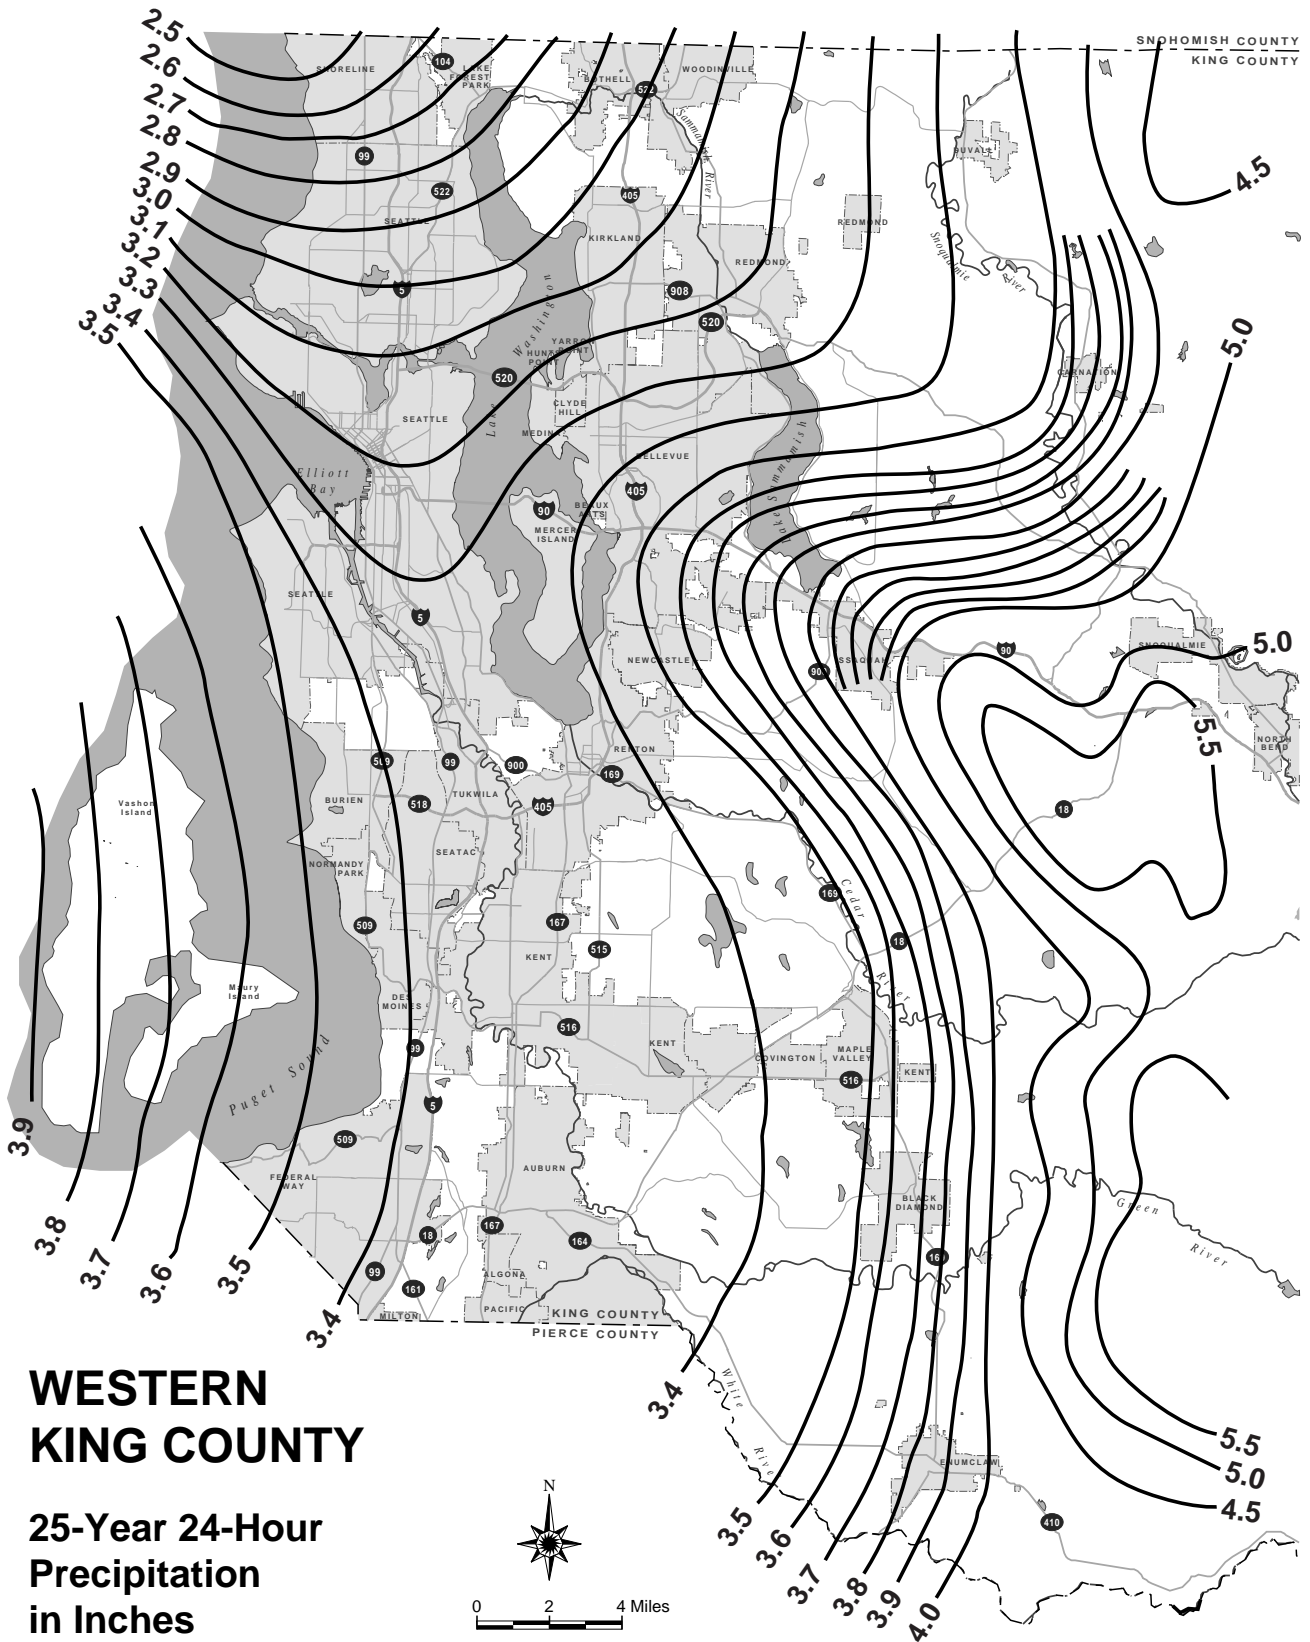 2.5
SNOHOMISH COUNTY
KING COUNTY
2.6
2.7
2.8
2.9
3.0
3.1
3.2
3.3
3.4
3.5
SHORELINE
104
LAKE
FOREST
PARK
BOTHELL
522
WOODINVILLE
Sammamish
River
99
522
405
SEATTLE
KIRKLAND
REDMOND
REDMOND
DUVALL
4.5
Snoqualmie
River
5
908
520
Lake Washington
YARROW
POINT
HUNTS
POINT
520
CLYDE
HILL
MEDINA
SEATTLE
BELLEVUE
CARNATION
5.0
Lake Sammamish
Elliott
Bay
90
405
BEAUX
ARTS
MERCER
ISLAND
SEATTLE
5
NEWCASTLE
900
ISSAQUAH
90
SNOQUALMIE
5.0
5.5
NORTH
BEND
509
99
900
RENTON
169
BURIEN
518
TUKWILA
405
18
Vashon
Island
SEATAC
NORMANDY
PARK
169
Cedar
River
509
167
515
18
KENT
Maury
Island
DES
MOINES
516
KENT
99
COVINGTON
MAPLE
VALLEY
516
KENT
Puget Sound
5
3.9
509
AUBURN
FEDERAL
WAY
BLACK
DIAMOND
Green
River
3.8
3.7
3.6
3.5
3.4
18
167
164
169
99
161
ALGONA
PACIFIC
MILTON
KING COUNTY
PIERCE COUNTY
3.4
White
River
WESTERN
KING COUNTY
5.5
5.0
4.5
ENUMCLAW
410
25-Year 24-Hour
Precipitation
in Inches
N
0 2 4 Miles
3.5
3.6
3.7
3.8
3.9
4.0